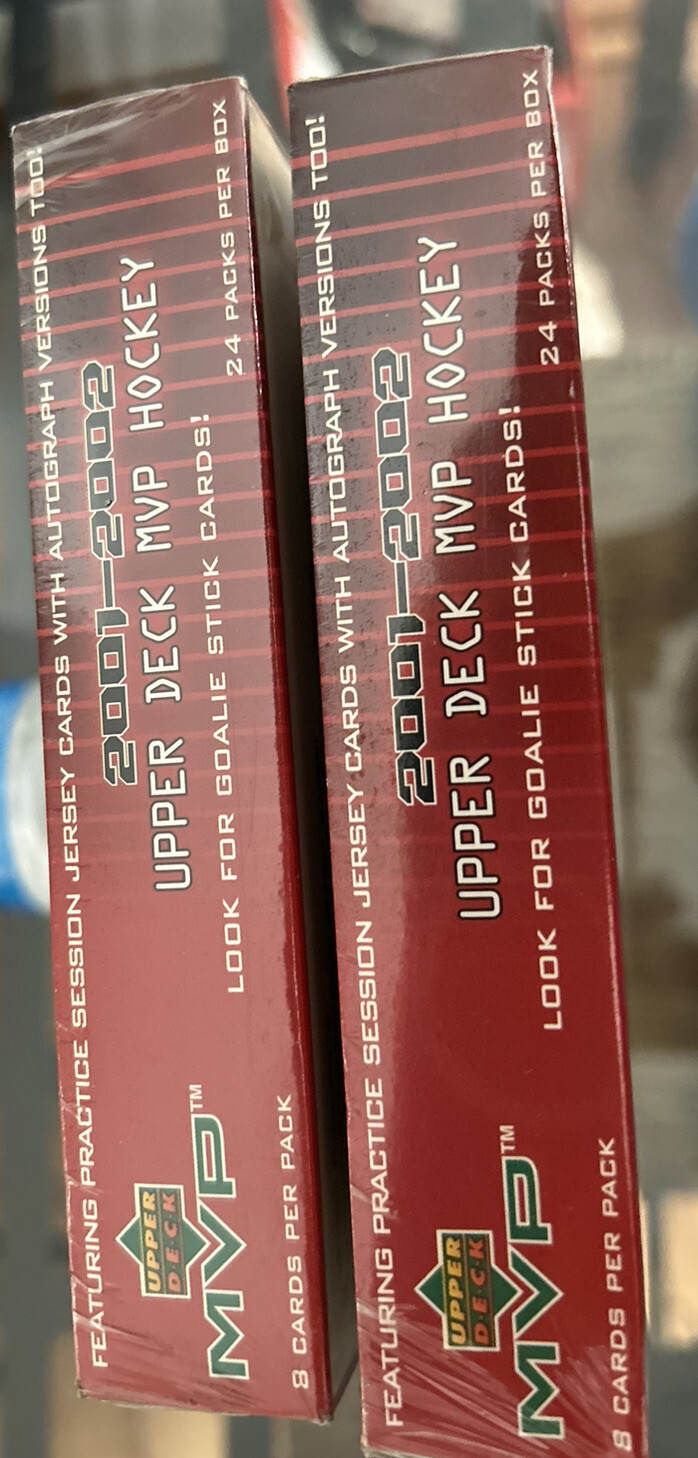 FEATURING PRACTICE SESSION JERSEY CARDS WITH AUTOGRAPH VERSIONS TOO!
2001-2002
UPPER DECK MVP HOCKEY
LOOK FOR GOALIE STICK CARDS!
UPPER
DECK
MVP™
8 CARDS PER PACK
24 PACKS PER BOX
FEATURING PRACTICE SESSION JERSEY CARDS WITH AUTOGRAPH VERSIONS TOO!
2001-2002
UPPER DECK MVP HOCKEY
LOOK FOR GOALIE STICK CARDS!
UPPER
DECK
MVP™
8 CARDS PER PACK
24 PACKS PER BOX